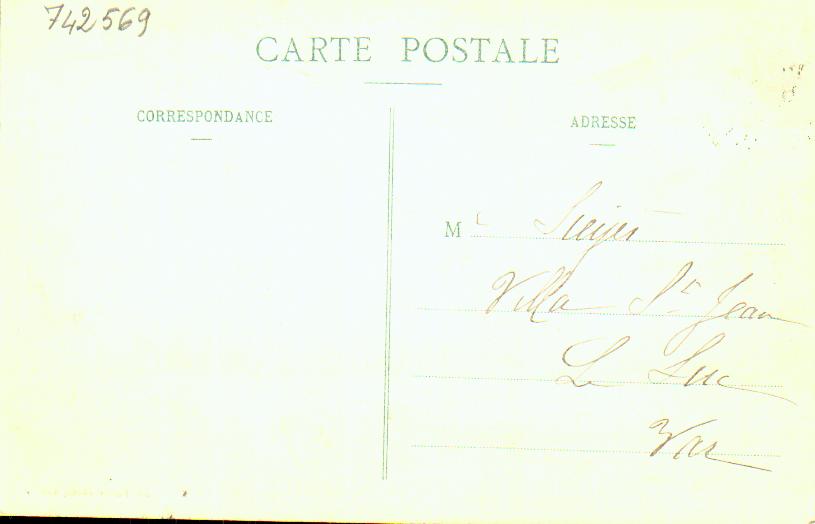 742569
CARTE POSTALE
CORRESPONDANCE
ADRESSE
M
Villa St Jean
Le Luc
Var